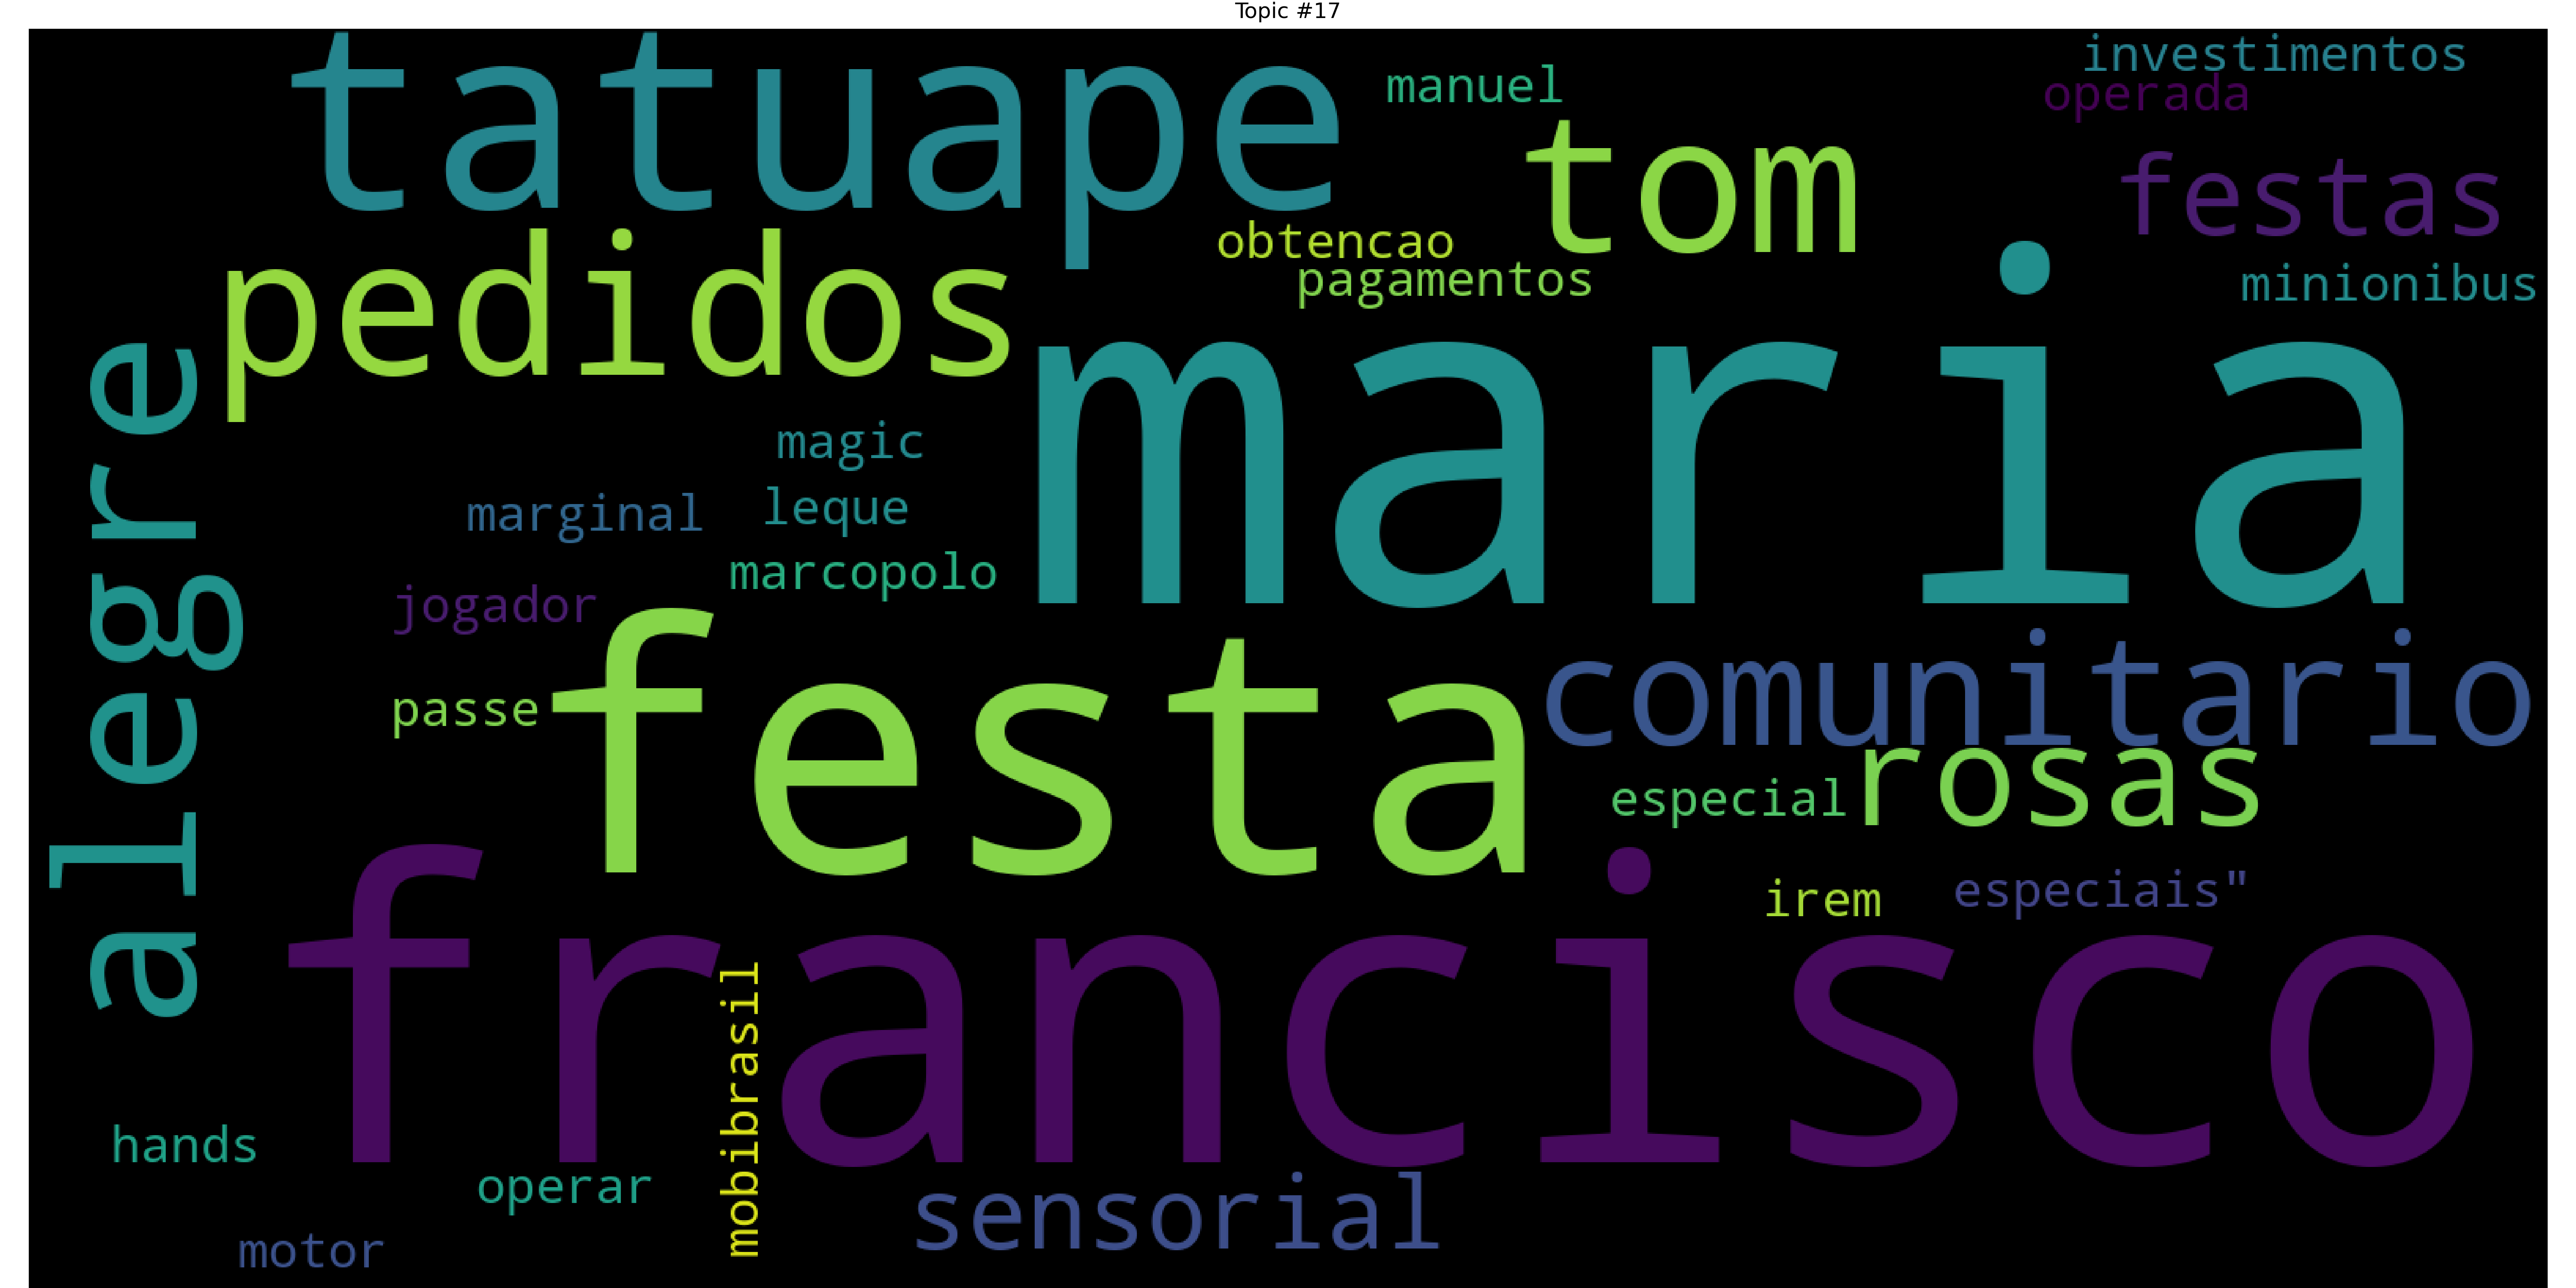 Topic #17
investimentos
tatuape
manuel
operada
tom
festas
obtencao
pagamentos
minionibus
pedidos
maria
magic
leque
marginal
marcopolo
jogador
alegre
passe
festa
comunitario
especial
rosas
irem
especiais"
francisco
mobibrasil
hands
operar
sensorial
motor